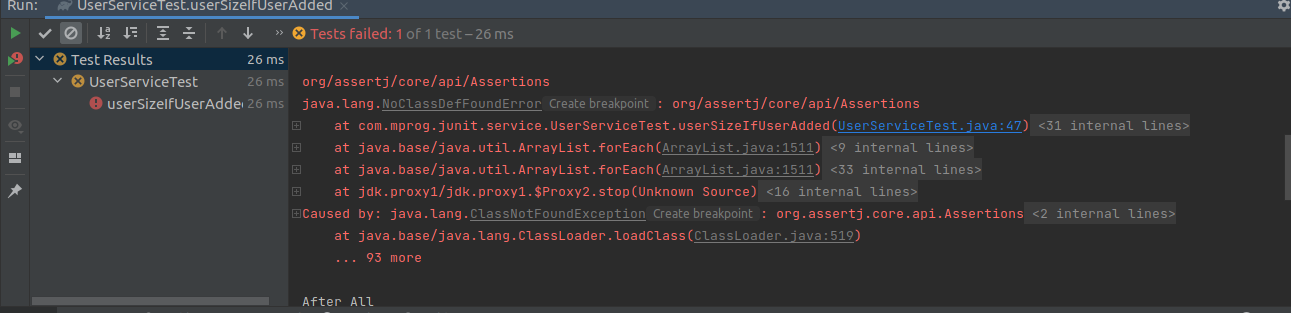 Run: UserServiceTest.userSizeIfUserAdded ×
Tests failed: 1 of 1 test – 26 ms
Test Results 26 ms
UserServiceTest 26 ms
userSizeIfUserAdde 26 ms
org/assertj/core/api/Assertions
java.lang.NoClassDefFoundError Create breakpoint : org/assertj/core/api/Assertions
at com.mprog.junit.service.UserServiceTest.userSizeIfUserAdded(UserServiceTest.java:47) <31 internal lines>
at java.base/java.util.ArrayList.forEach(ArrayList.java:1511) <9 internal lines>
at java.base/java.util.ArrayList.forEach(ArrayList.java:1511) <33 internal lines>
at jdk.proxy1/jdk.proxy1.$Proxy2.stop(Unknown Source) <16 internal lines>
Caused by: java.lang.ClassNotFoundException Create breakpoint : org.assertj.core.api.Assertions <2 internal lines>
at java.base/java.lang.ClassLoader.loadClass(ClassLoader.java:519)
... 93 more
After All